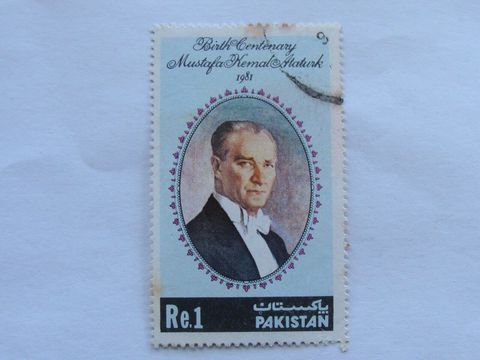 Birth Centenary
Mustafa Kemal Ataturk
1981
Re.1
پاکستان
PAKISTAN